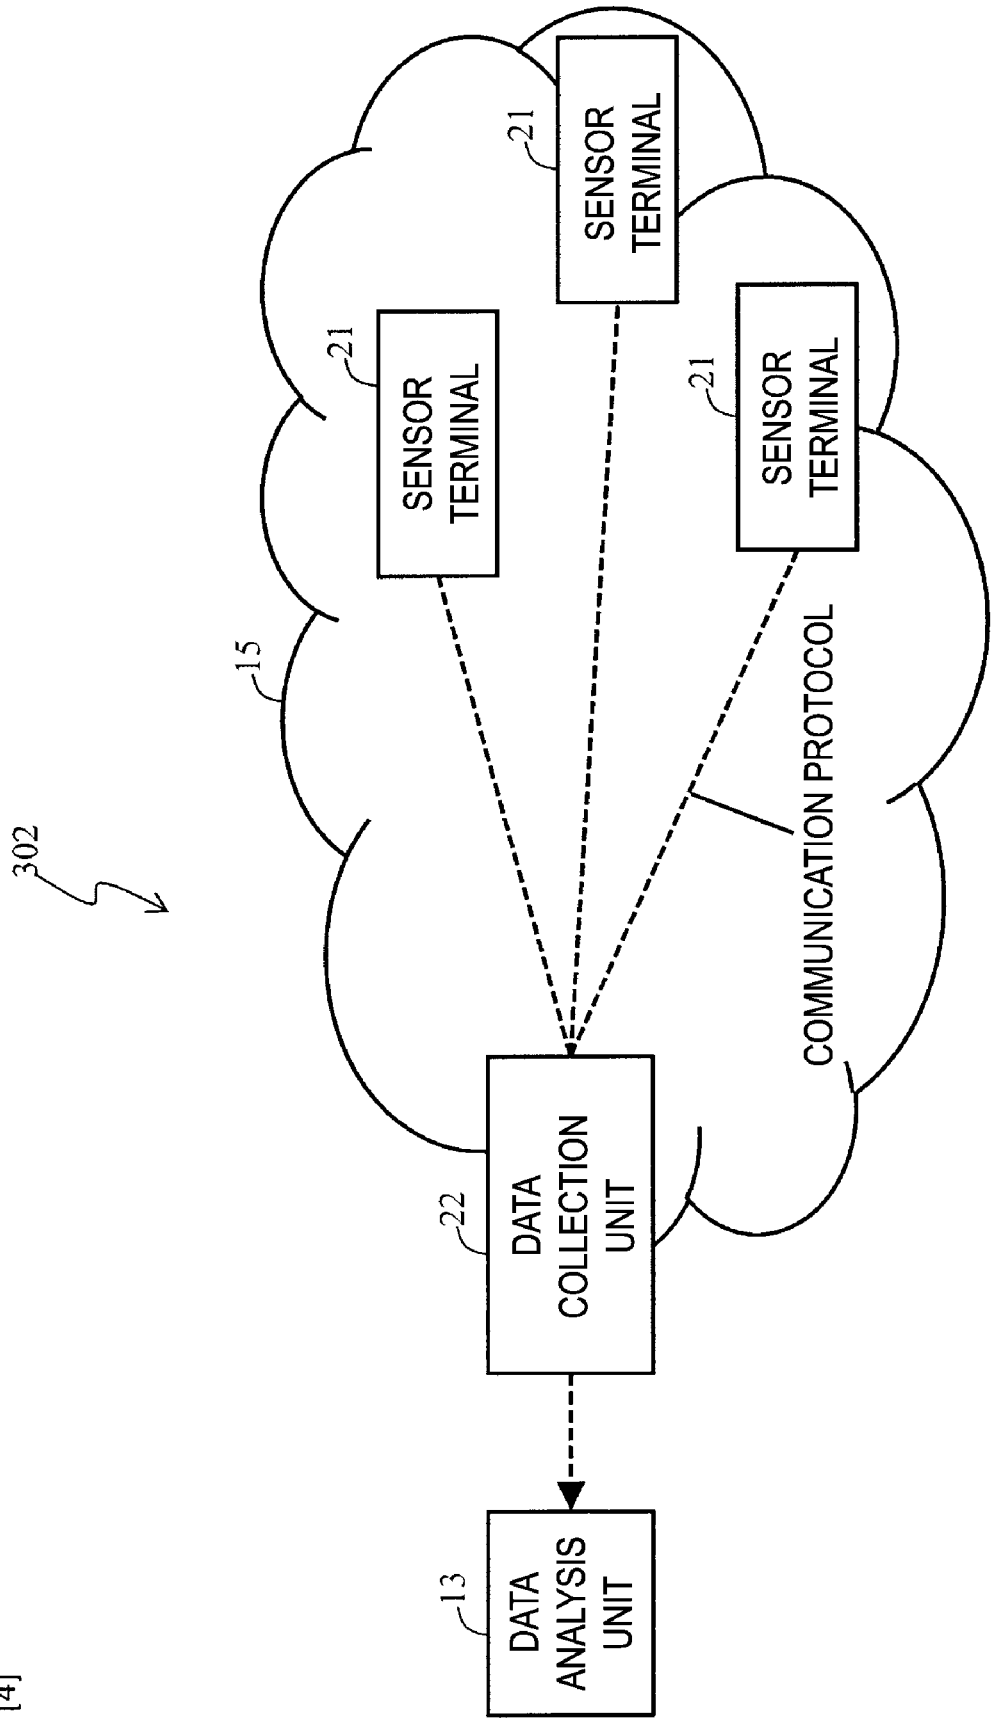 [4]
302
15
21
SENSOR
TERMINAL
21
SENSOR
TERMINAL
21
SENSOR
TERMINAL
22
DATA
COLLECTION
UNIT
13
DATA
ANALYSIS
UNIT
COMMUNICATION PROTOCOL